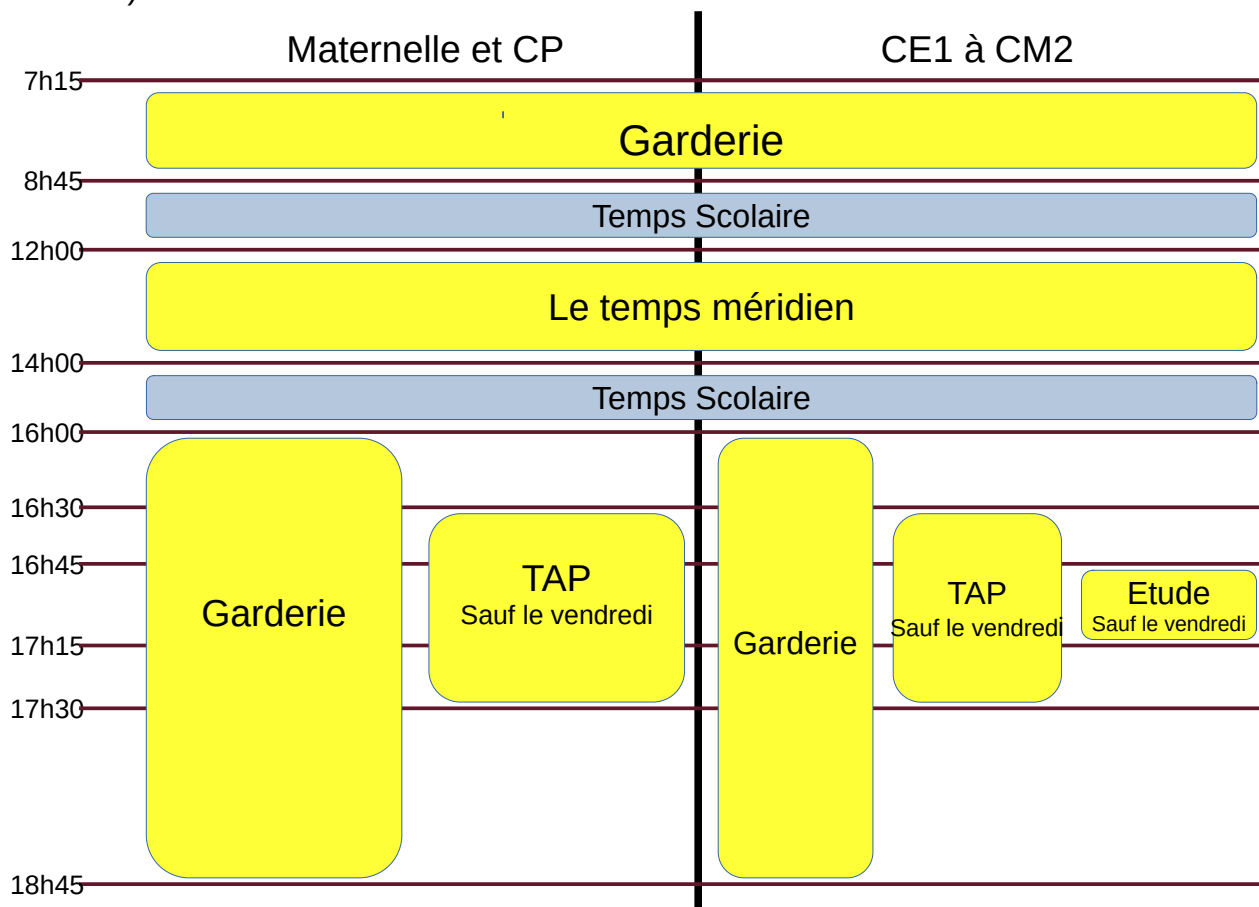 )
Maternelle et CP
CE1 à CM2
7h15
Garderie
8h45
Temps Scolaire
12h00
Le temps méridien
14h00
Temps Scolaire
16h00
16h30
16h45
17h15
17h30
18h45
Garderie
TAP
Sauf le vendredi
Garderie
TAP
Sauf le vendredi
Etude
Sauf le vendredi